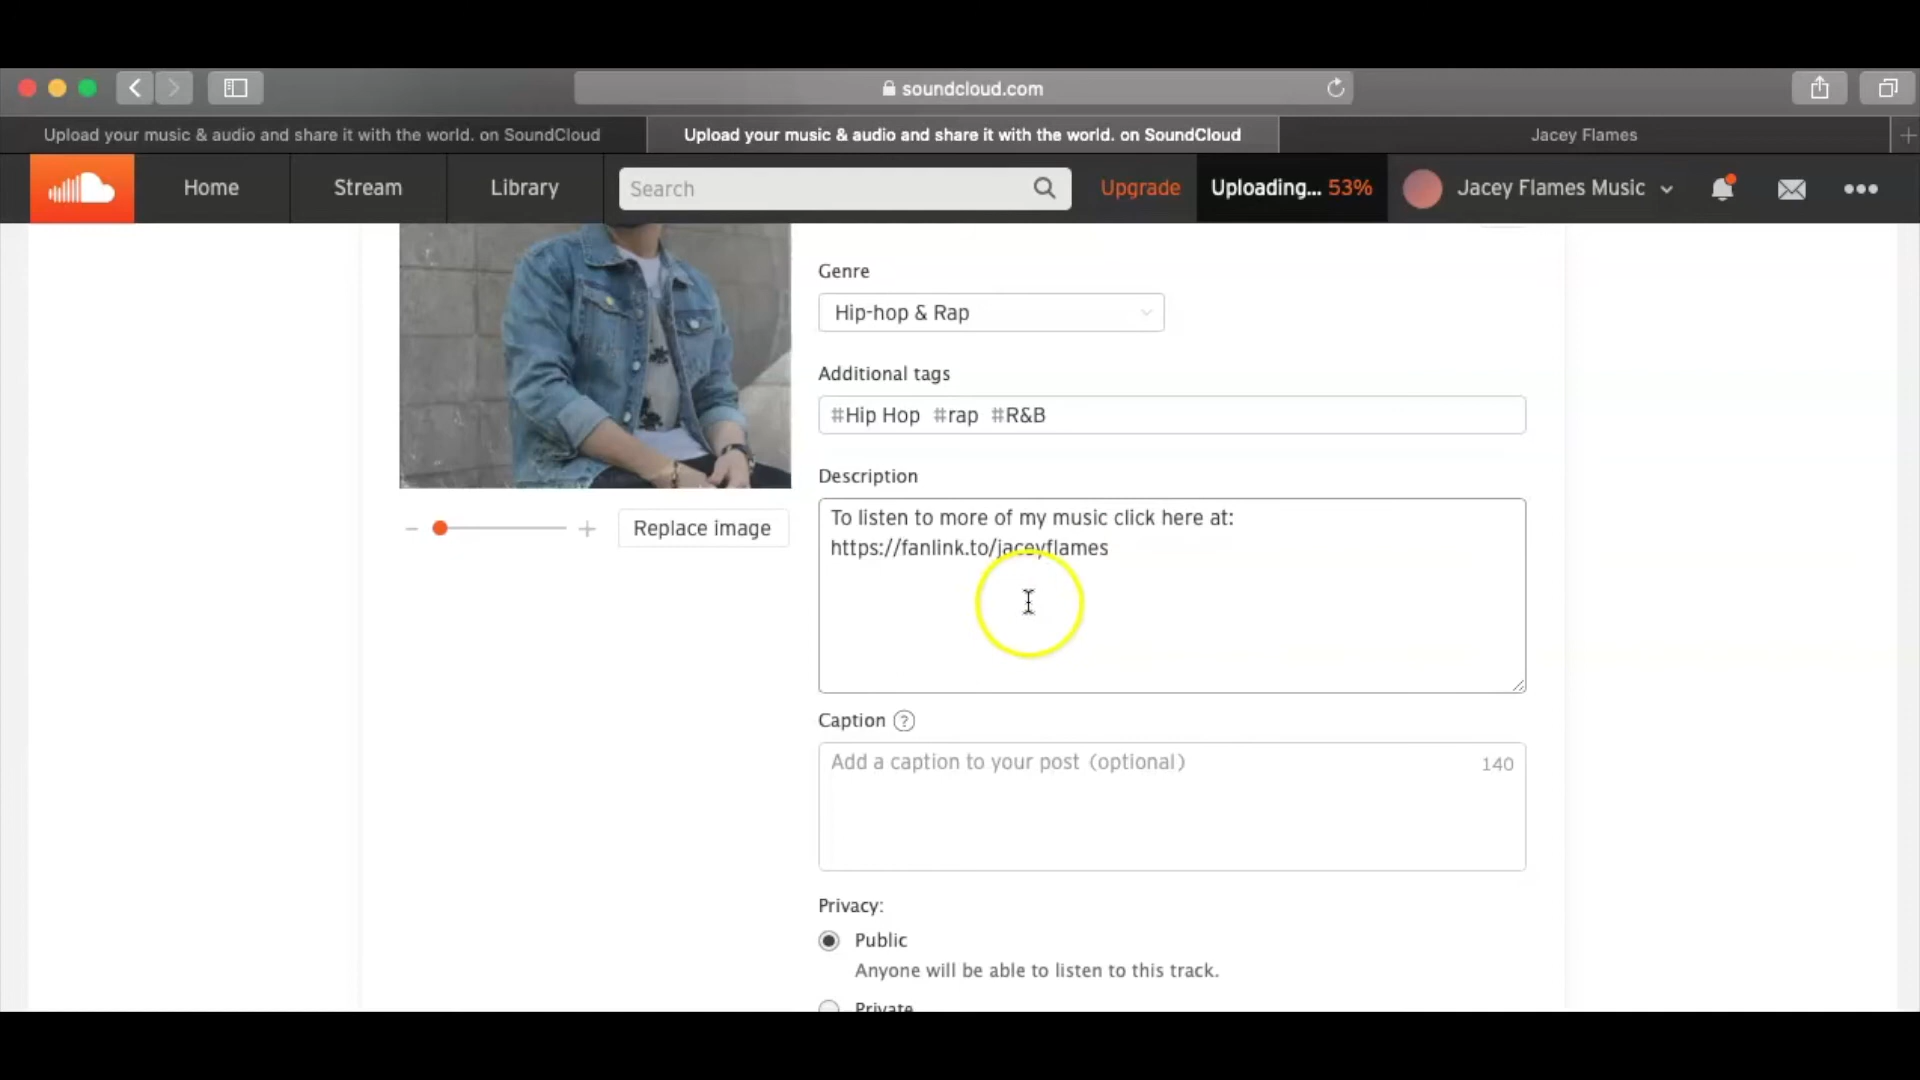 soundcloud.com
Upload your music & audio and share it with the world. on SoundCloud
Upload your music & audio and share it with the world. on SoundCloud
Jacey Flames
Home
Stream
Library
Search
Upgrade
Uploading... 53%
Jacey Flames Music
Genre
Hip-hop & Rap
Additional tags
#Hip Hop #rap #R&B
Description
To listen to more of my music click here at:
https://fanlink.to/jaceyflames
Replace image
Caption ?
Add a caption to your post (optional)
140
Privacy:
Public
Anyone will be able to listen to this track.
Private